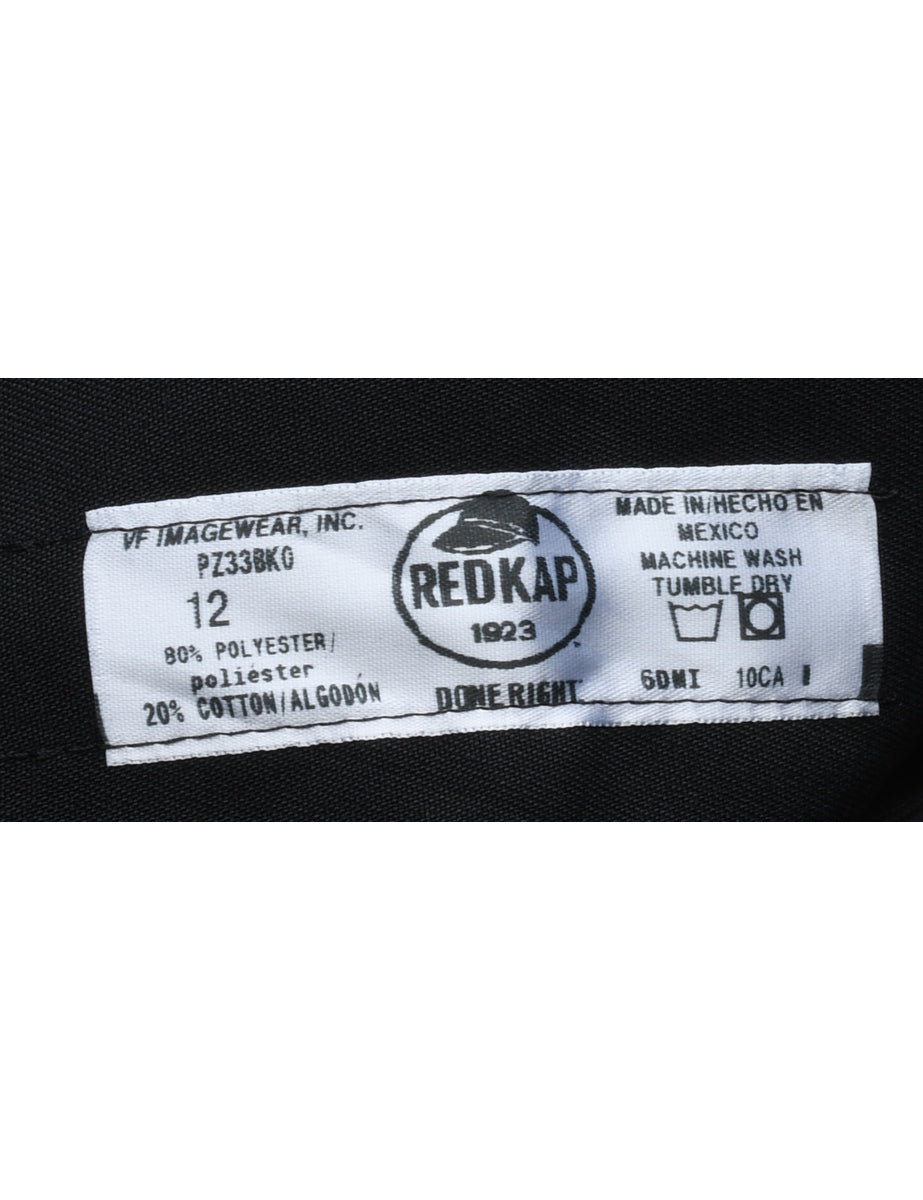 VF IMAGEWEAR, INC.
PZ33BK0
12
80% POLYESTER/
poliéster
20% COTTON/ALGODÓN
REDKAP
1923
DONE RIGHT
MADE IN/HECHO EN
MEXICO
MACHINE WASH
TUMBLE DRY
6DMI 10CA